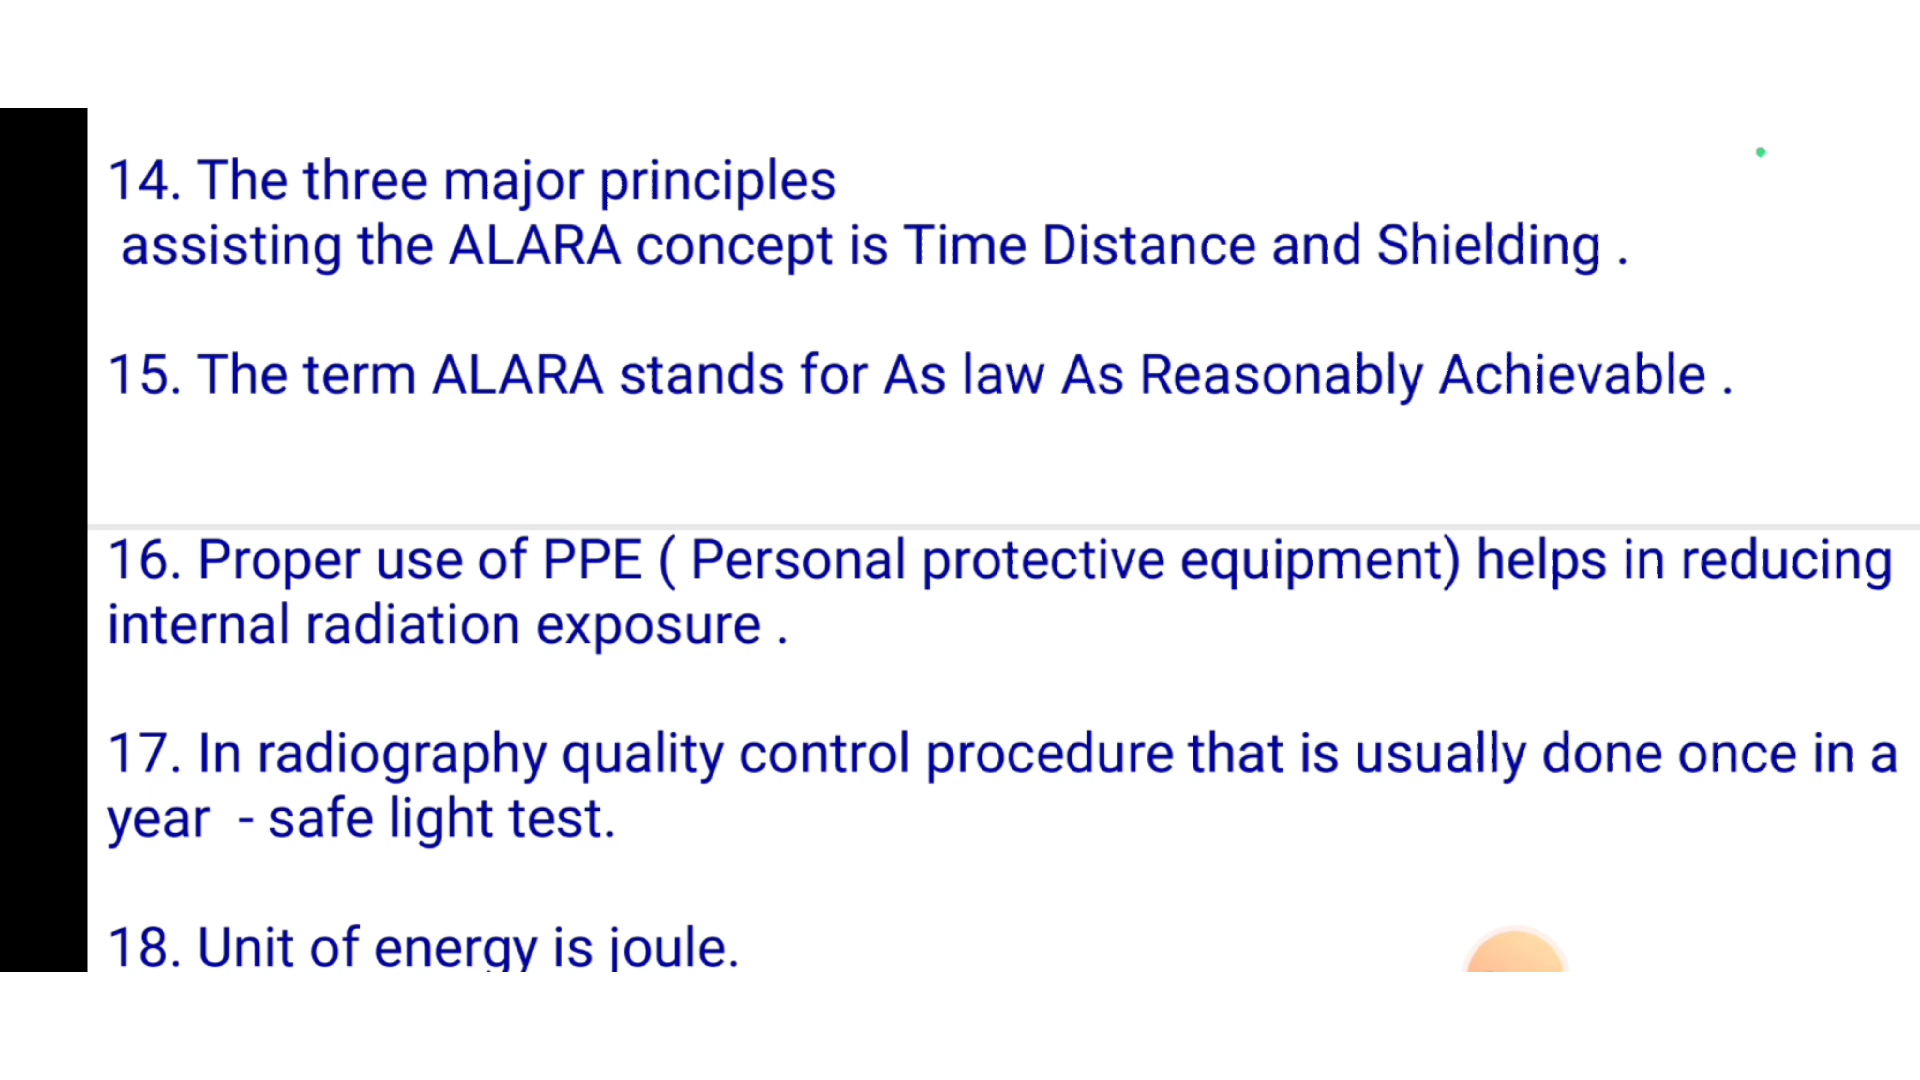 14. The three major principles
assisting the ALARA concept is Time Distance and Shielding .
15. The term ALARA stands for As law As Reasonably Achievable .
16. Proper use of PPE ( Personal protective equipment) helps in reducing
internal radiation exposure .
17. In radiography quality control procedure that is usually done once in a
year - safe light test.
18. Unit of energy is joule.